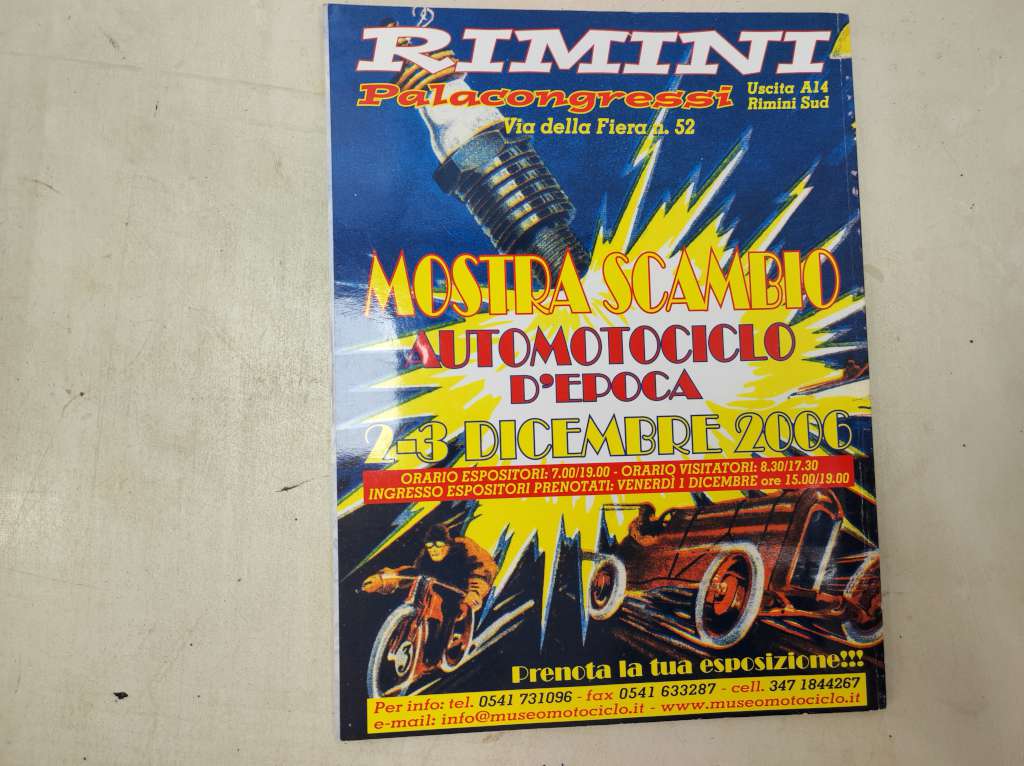 RIMINI
Palacongressi
Uscita A14
Rimini Sud
Via della Fiera n. 52
MOSTRA SCAMBIO
AUTOMOTOCICLO
D'EPOCA
2-3 DICEMBRE 2006
ORARIO ESPOSITORI: 7.00/19.00 - ORARIO VISITATORI: 8.30/17.30
INGRESSO ESPOSITORI PRENOTATI: VENERDÌ 1 DICEMBRE ore 15.00/19.00
Prenota la tua esposizione!!!
Per info: tel. 0541 731096 - fax 0541 633287 - cell. 347 1844267
e-mail: info@museomotociclo.it - www.museomotociclo.it